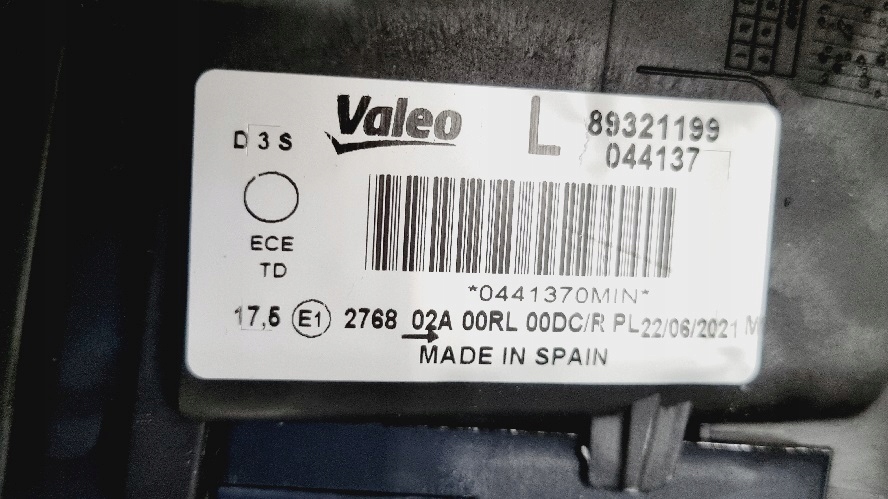 Valeo L 89321199
D 3 S 044137
ECE
TD
*0441370MIN*
17,5 E1 2768 02A 00RL 00DC/R PL 22/06/2021 M
MADE IN SPAIN